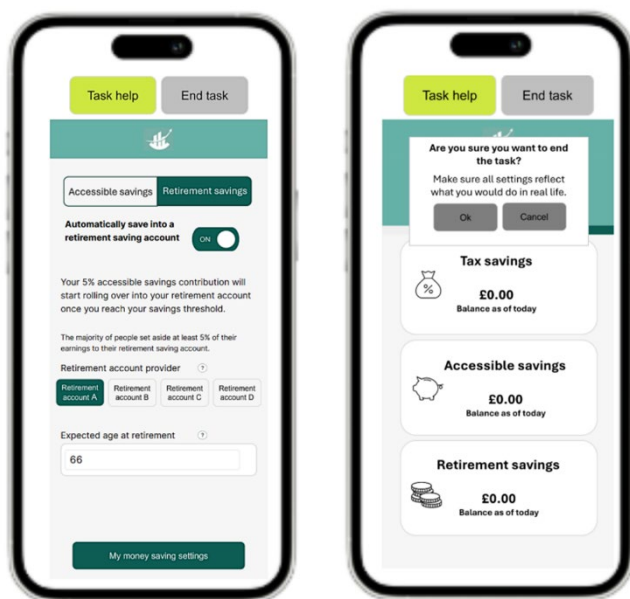 Task help
End task
Accessible savings
Retirement savings
Automatically save into a
retirement saving account
ON
Your 5% accessible savings contribution will
start rolling over into your retirement account
once you reach your savings threshold.
The majority of people set aside at least 5% of their
earnings to their retirement saving account.
Retirement account provider ?
Retirement
account A
Retirement
account B
Retirement
account C
Retirement
account D
Expected age at retirement ?
66
My money saving settings
Task help
End task
Are you sure you want to end
the task?
Make sure all settings reflect
what you would do in real life.
Ok
Cancel
Tax savings
%
£0.00
Balance as of today
Accessible savings
£0.00
Balance as of today
Retirement savings
£0.00
Balance as of today